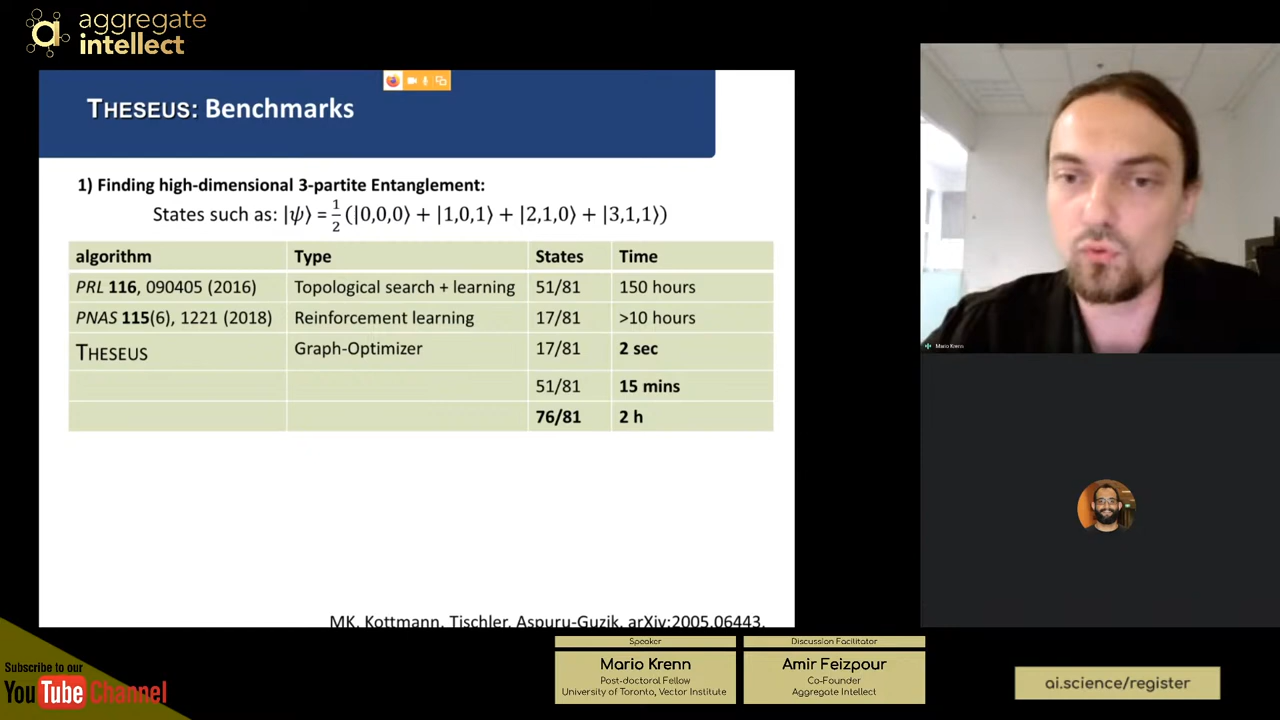 aggregate
intellect
THESEUS: Benchmarks
1) Finding high-dimensional 3-partite Entanglement:
States such as: |ψ⟩ = 1/2 (|0,0,0⟩ + |1,0,1⟩ + |2,1,0⟩ + |3,1,1⟩)
algorithm Type States Time
PRL 116, 090405 (2016) Topological search + learning 51/81 150 hours
PNAS 115(6), 1221 (2018) Reinforcement learning 17/81 >10 hours
THESEUS Graph-Optimizer 17/81 2 sec
51/81 15 mins
76/81 2 h
MK, Kottmann, Tischler, Aspuru-Guzik, arXiv:2005.06443.
Mario Krenn
Subscribe to our
YouTube Channel
Speaker
Mario Krenn
Post-doctoral Fellow
University of Toronto, Vector Institute
Discussion Facilitator
Amir Feizpour
Co-Founder
Aggregate Intellect
ai.science/register